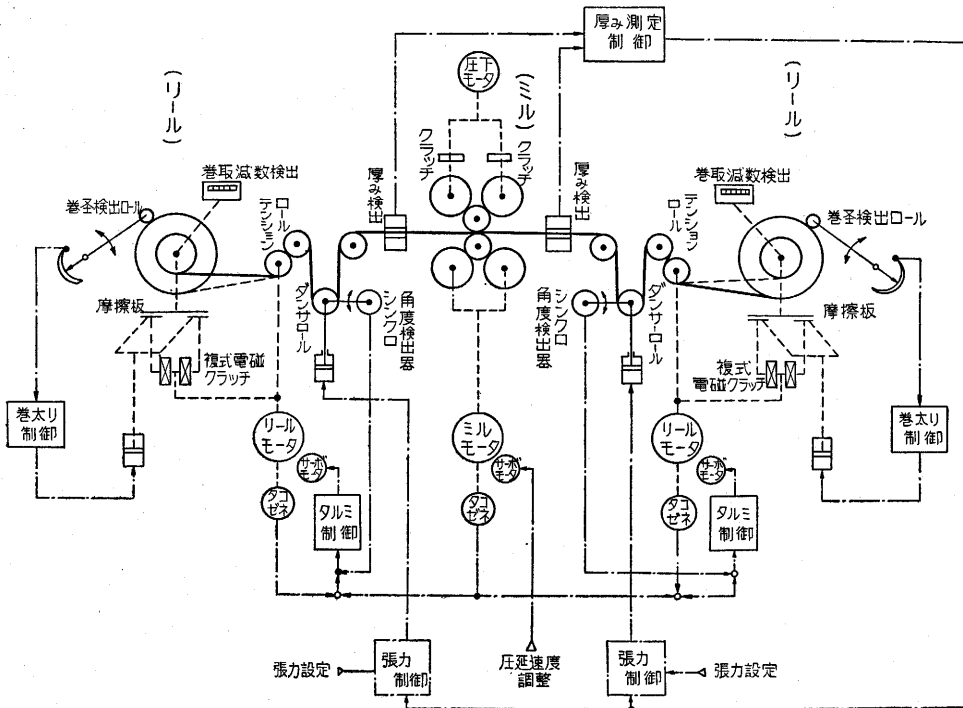 厚み測定
制御
圧下
モータ
(ミル)
(リール)
(リール)
クラッチ
クラッチ
厚み検出
厚み検出
巻取減数検出
巻取減数検出
巻圣検出ロール
巻圣検出ロール
テンション
ロール
テンション
ロール
摩擦板
摩擦板
ダンサロール
シンクロ
角度検出器
角度検出器
シンクロ
ダンサーロール
複式電磁
クラッチ
複式
電磁クラッチ
巻太り
制御
巻太り
制御
リール
モータ
サーボ
モータ
ミル
モータ
サーボ
モータ
リール
モータ
サーボ
モータ
タコ
ゼネ
タルミ
制御
タコ
ゼネ
タコ
ゼネ
タルミ
制御
張力設定
張力
制御
圧延速度
調整
張力
制御
張力設定